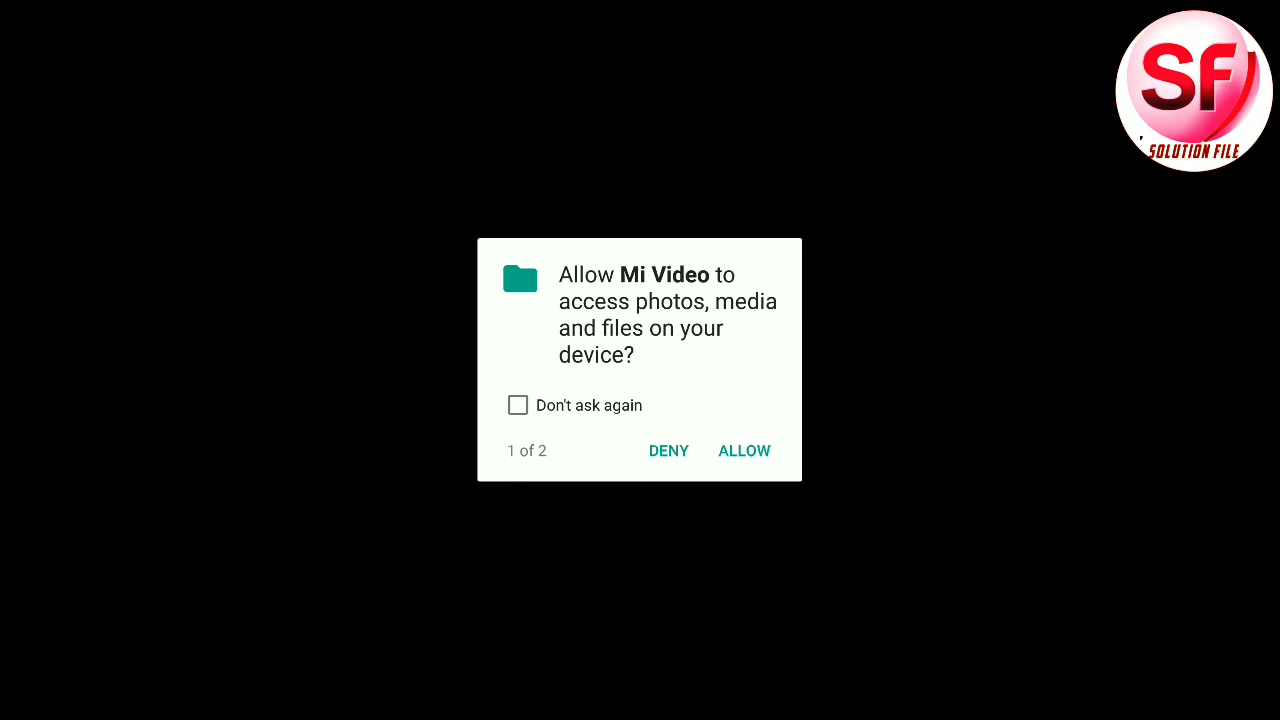 SF
SOLUTION FILE
Allow Mi Video to
access photos, media
and files on your
device?
Don't ask again
1 of 2 DENY ALLOW